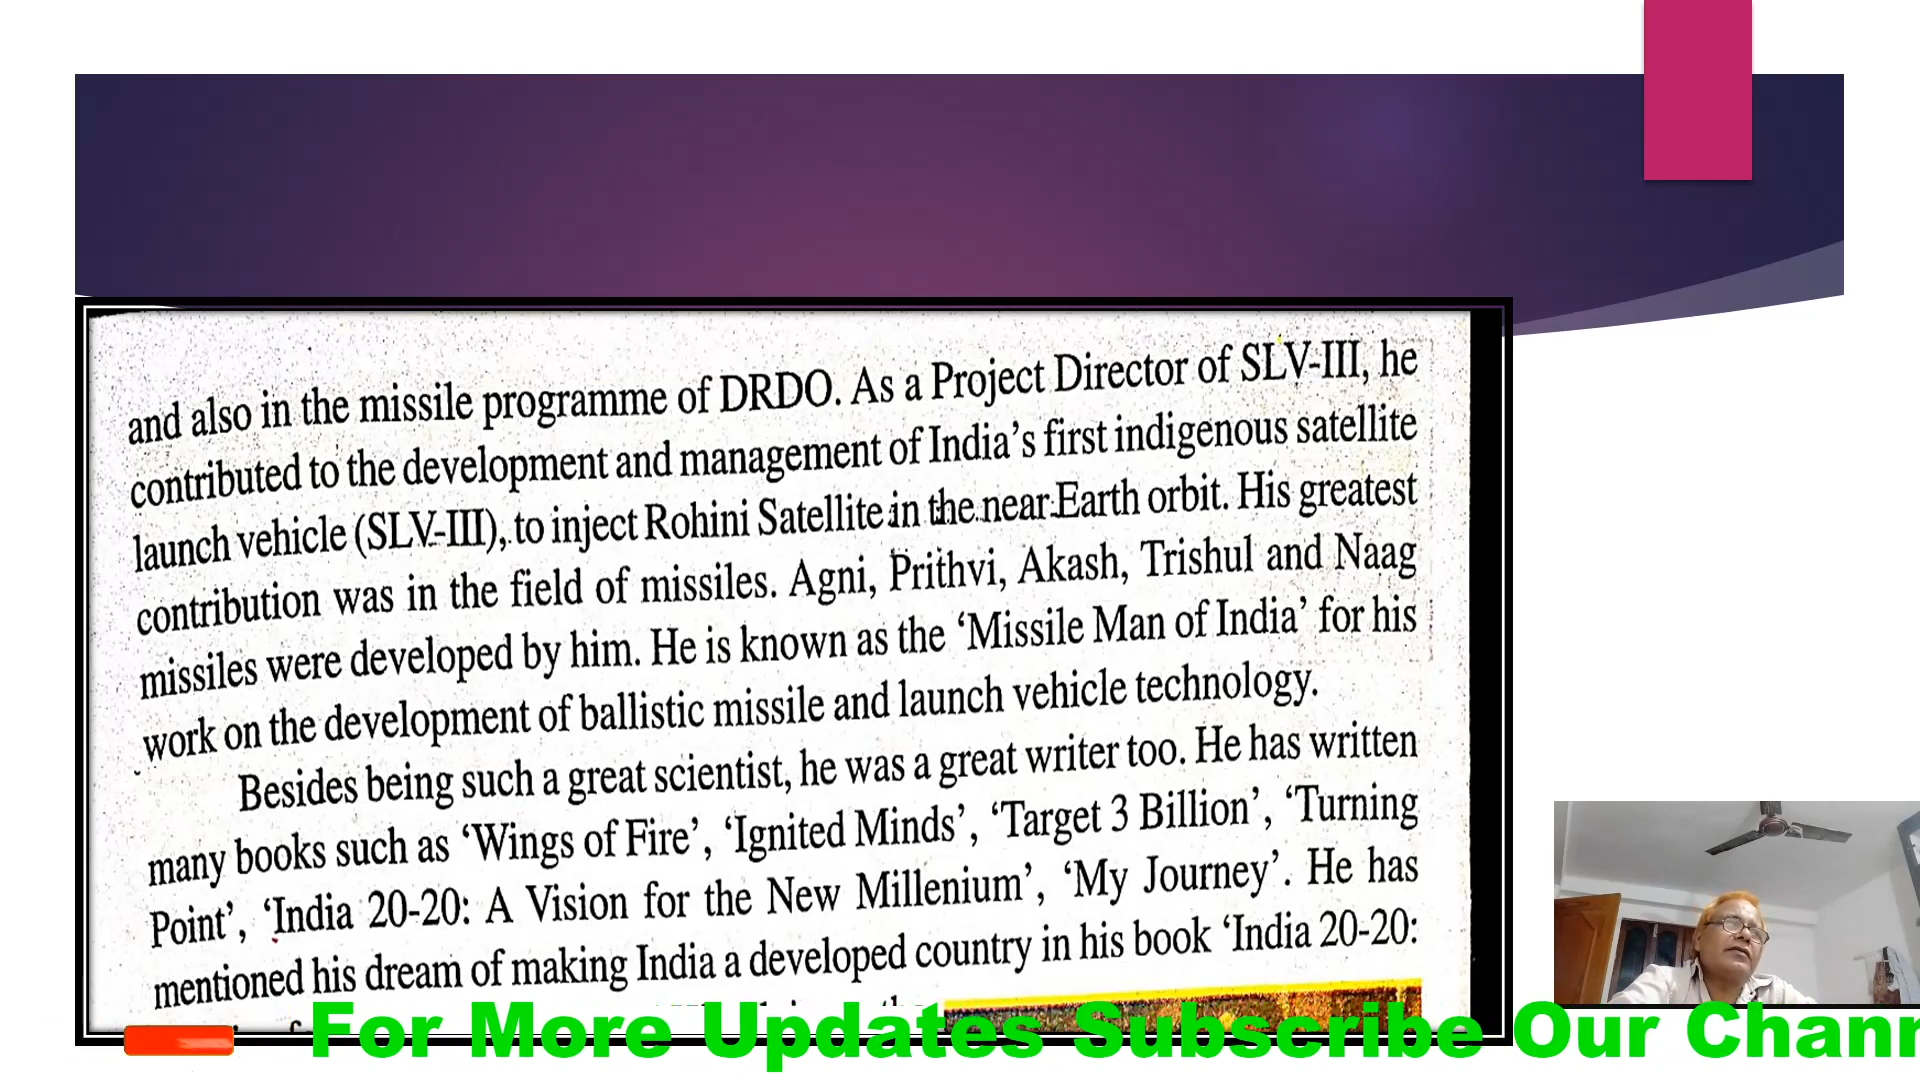 and also in the missile programme of DRDO. As a Project Director of SLV-III, he
contributed to the development and management of India's first indigenous satellite
launch vehicle (SLV-III), to inject Rohini Satellite in the near Earth orbit. His greatest
contribution was in the field of missiles. Agni, Prithvi, Akash, Trishul and Naag
missiles were developed by him. He is known as the ‘Missile Man of India’ for his
work on the development of ballistic missile and launch vehicle technology.
Besides being such a great scientist, he was a great writer too. He has written
many books such as ‘Wings of Fire’, ‘Ignited Minds’, ‘Target 3 Billion’, ‘Turning
Point’, ‘India 20-20: A Vision for the New Millenium’, ‘My Journey’. He has
mentioned his dream of making India a developed country in his book ‘India 20-20:
For More Updates Subscribe Our Chann